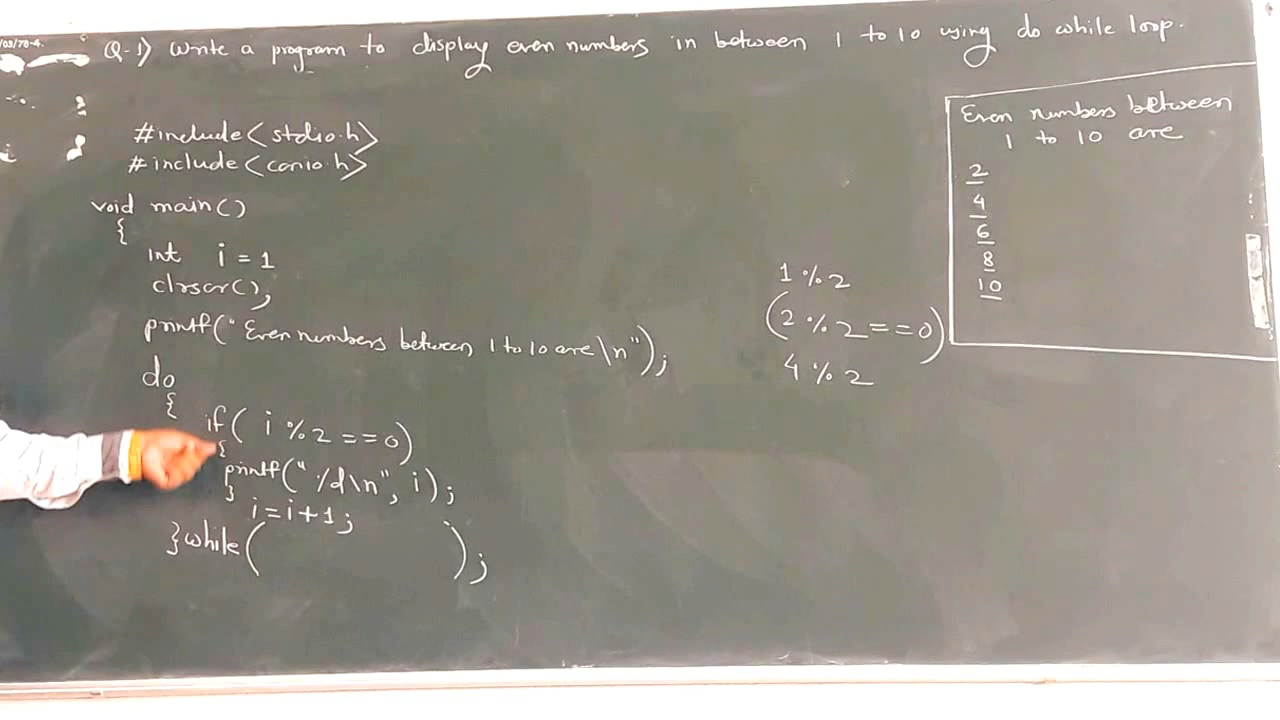 /03/78-4.
Q.1) Write a program to display even numbers in between 1 to 10 using do while loop.
#include<stdio.h>
#include<conio.h>
void main()
{
int i = 1
clrscr();
printf("Even numbers between 1 to 10 are\n");
do
{
if( i %2 ==0)
{
printf("%d\n", i);
}
i=i+1;
}while( );
1 % 2
(2 % 2 == 0)
4 % 2
Even numbers between
1 to 10 are
2
4
6
8
10